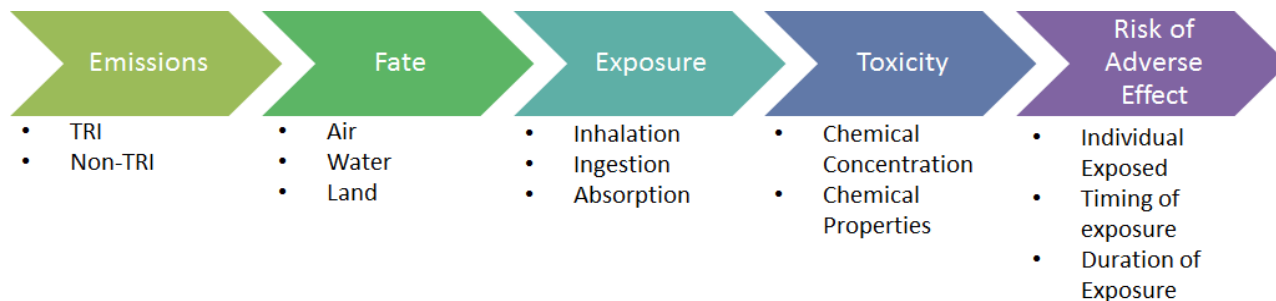 Emissions
• TRI
• Non-TRI
Fate
• Air
• Water
• Land
Exposure
• Inhalation
• Ingestion
• Absorption
Toxicity
• Chemical
Concentration
• Chemical
Properties
Risk of
Adverse
Effect
• Individual
Exposed
• Timing of
exposure
• Duration of
Exposure